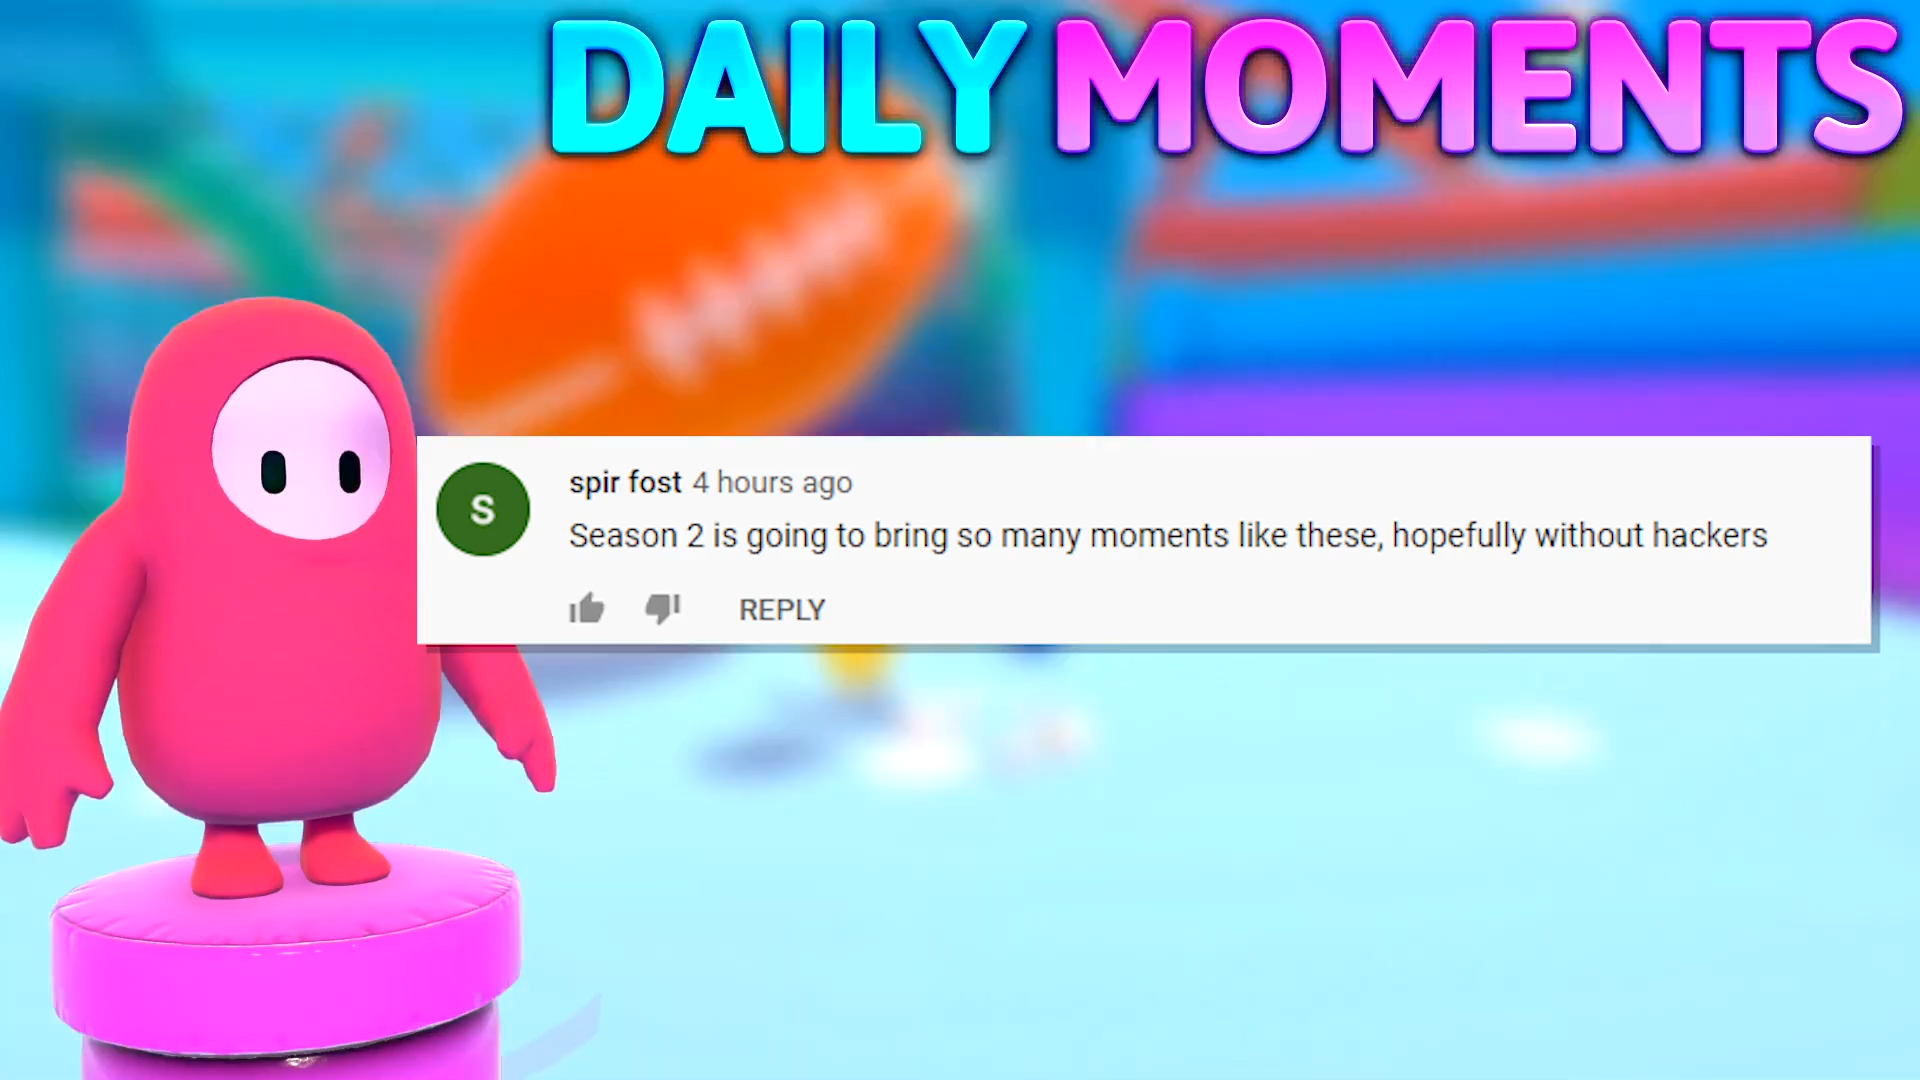 DAILY MOMENTS
S
spir fost 4 hours ago
Season 2 is going to bring so many moments like these, hopefully without hackers
REPLY